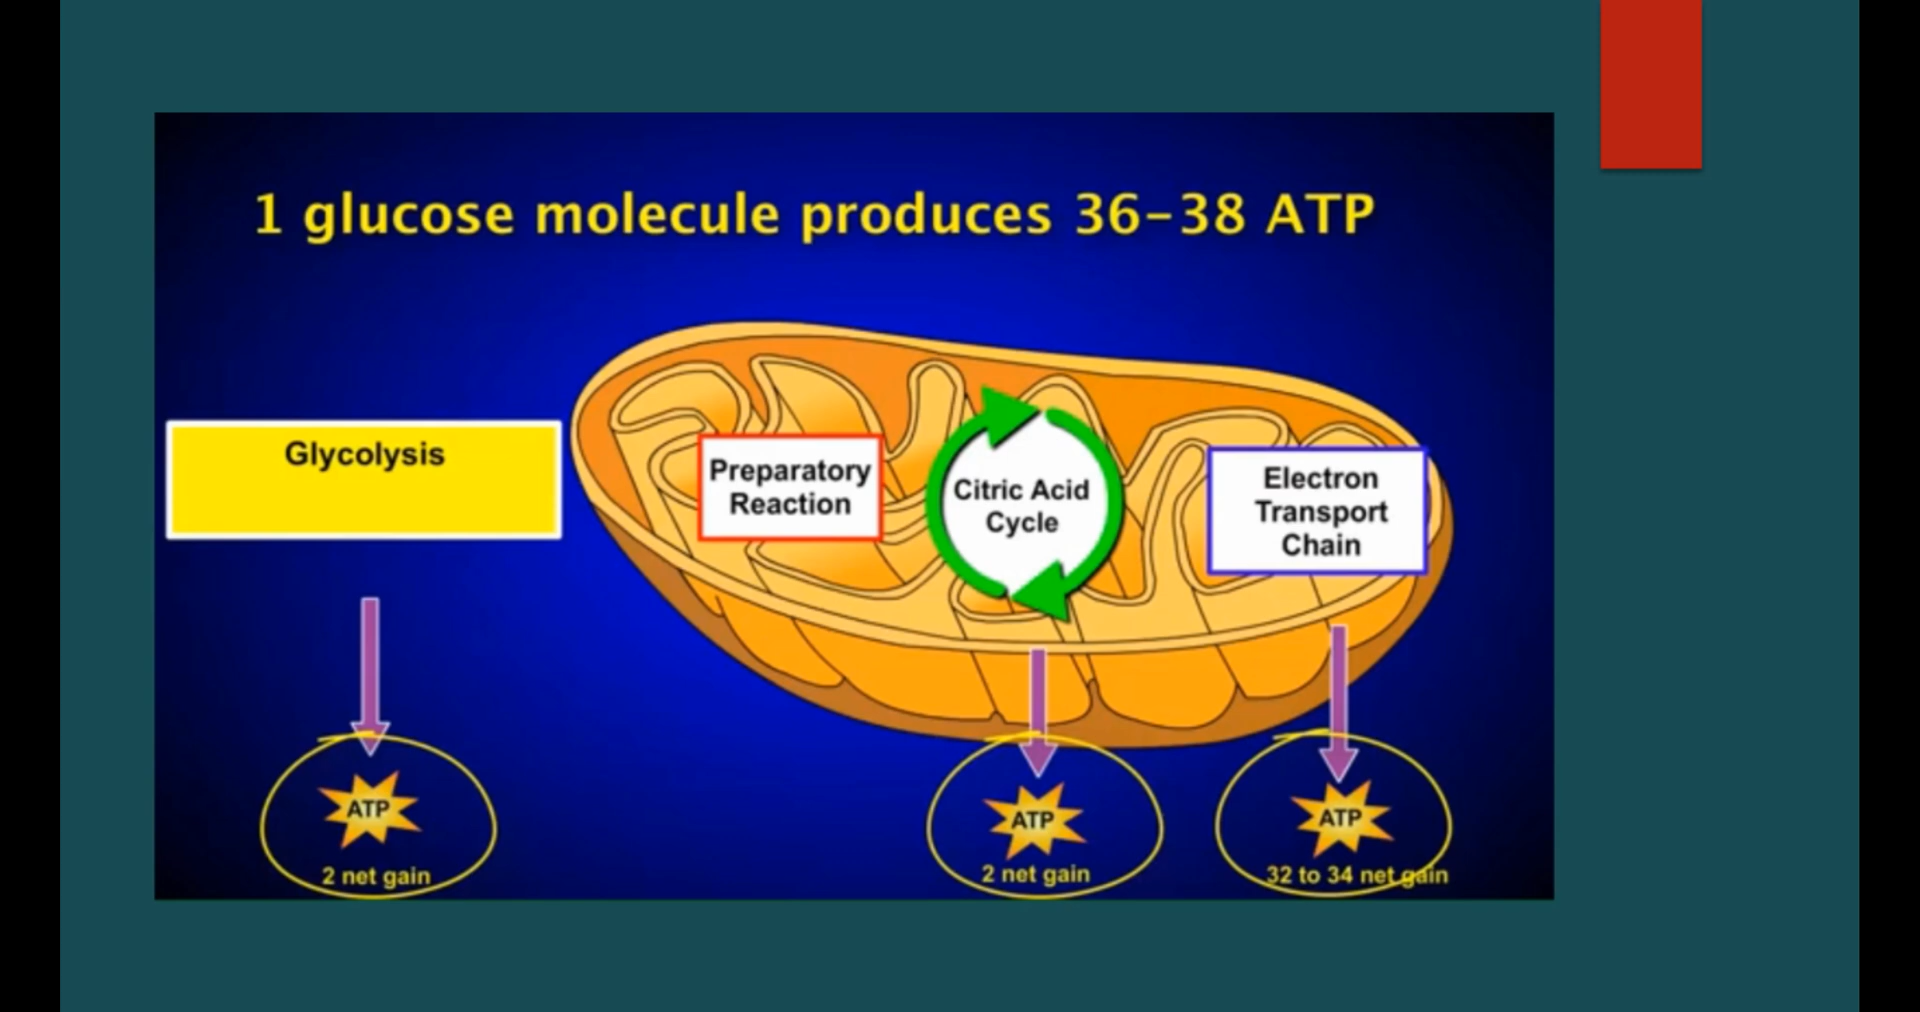 1 glucose molecule produces 36-38 ATP
Glycolysis
Preparatory
Reaction
Citric Acid
Cycle
Electron
Transport
Chain
ATP
2 net gain
ATP
2 net gain
ATP
32 to 34 net gain